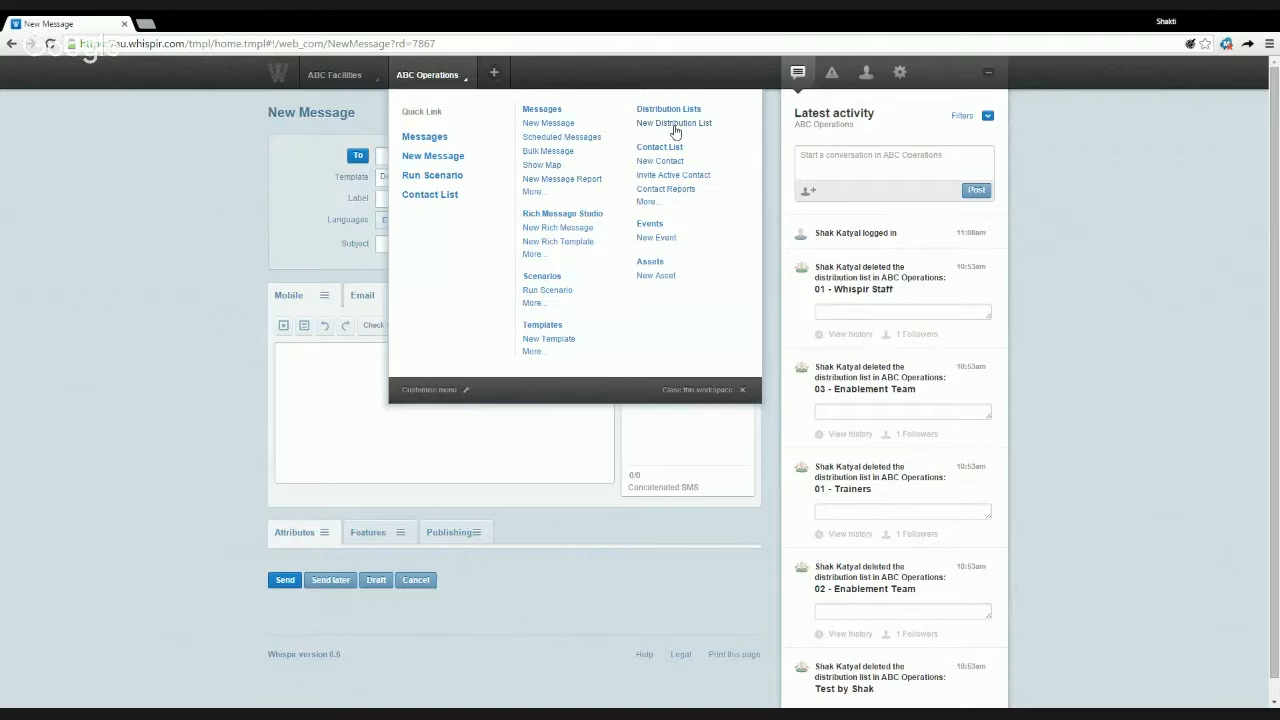 New Message
Shakti
https://au.whispir.com/tmpl/home.tmpl#!/web_com/NewMessage?rd=7867
Google
ABC Facilities
ABC Operations
New Message
To
Template
Label
Languages
Subject
Mobile
Email
Check
Quick Link
Messages
New Message
Run Scenario
Contact List
Messages
New Message
Scheduled Messages
Bulk Message
Show Map
New Message Report
More...
Rich Message Studio
New Rich Message
New Rich Template
More...
Scenarios
Run Scenario
More...
Templates
New Template
More...
Distribution Lists
New Distribution List
Contact List
New Contact
Invite Active Contact
Contact Reports
More...
Events
New Event
Assets
New Asset
Customise menu
Close this workspace
0/0
Concatenated SMS
Attributes
Features
Publishing
Send
Send later
Draft
Cancel
Whispir version 6.6
Help
Legal
Print this page
Latest activity
ABC Operations
Filters
Start a conversation in ABC Operations
Post
Shak Katyal logged in
11:08am
Shak Katyal deleted the
distribution list in ABC Operations:
01 - Whispir Staff
10:53am
View history
1 Followers
Shak Katyal deleted the
distribution list in ABC Operations:
03 - Enablement Team
10:53am
View history
1 Followers
Shak Katyal deleted the
distribution list in ABC Operations:
01 - Trainers
10:53am
View history
1 Followers
Shak Katyal deleted the
distribution list in ABC Operations:
02 - Enablement Team
10:53am
View history
1 Followers
Shak Katyal deleted the
distribution list in ABC Operations:
Test by Shak
10:53am